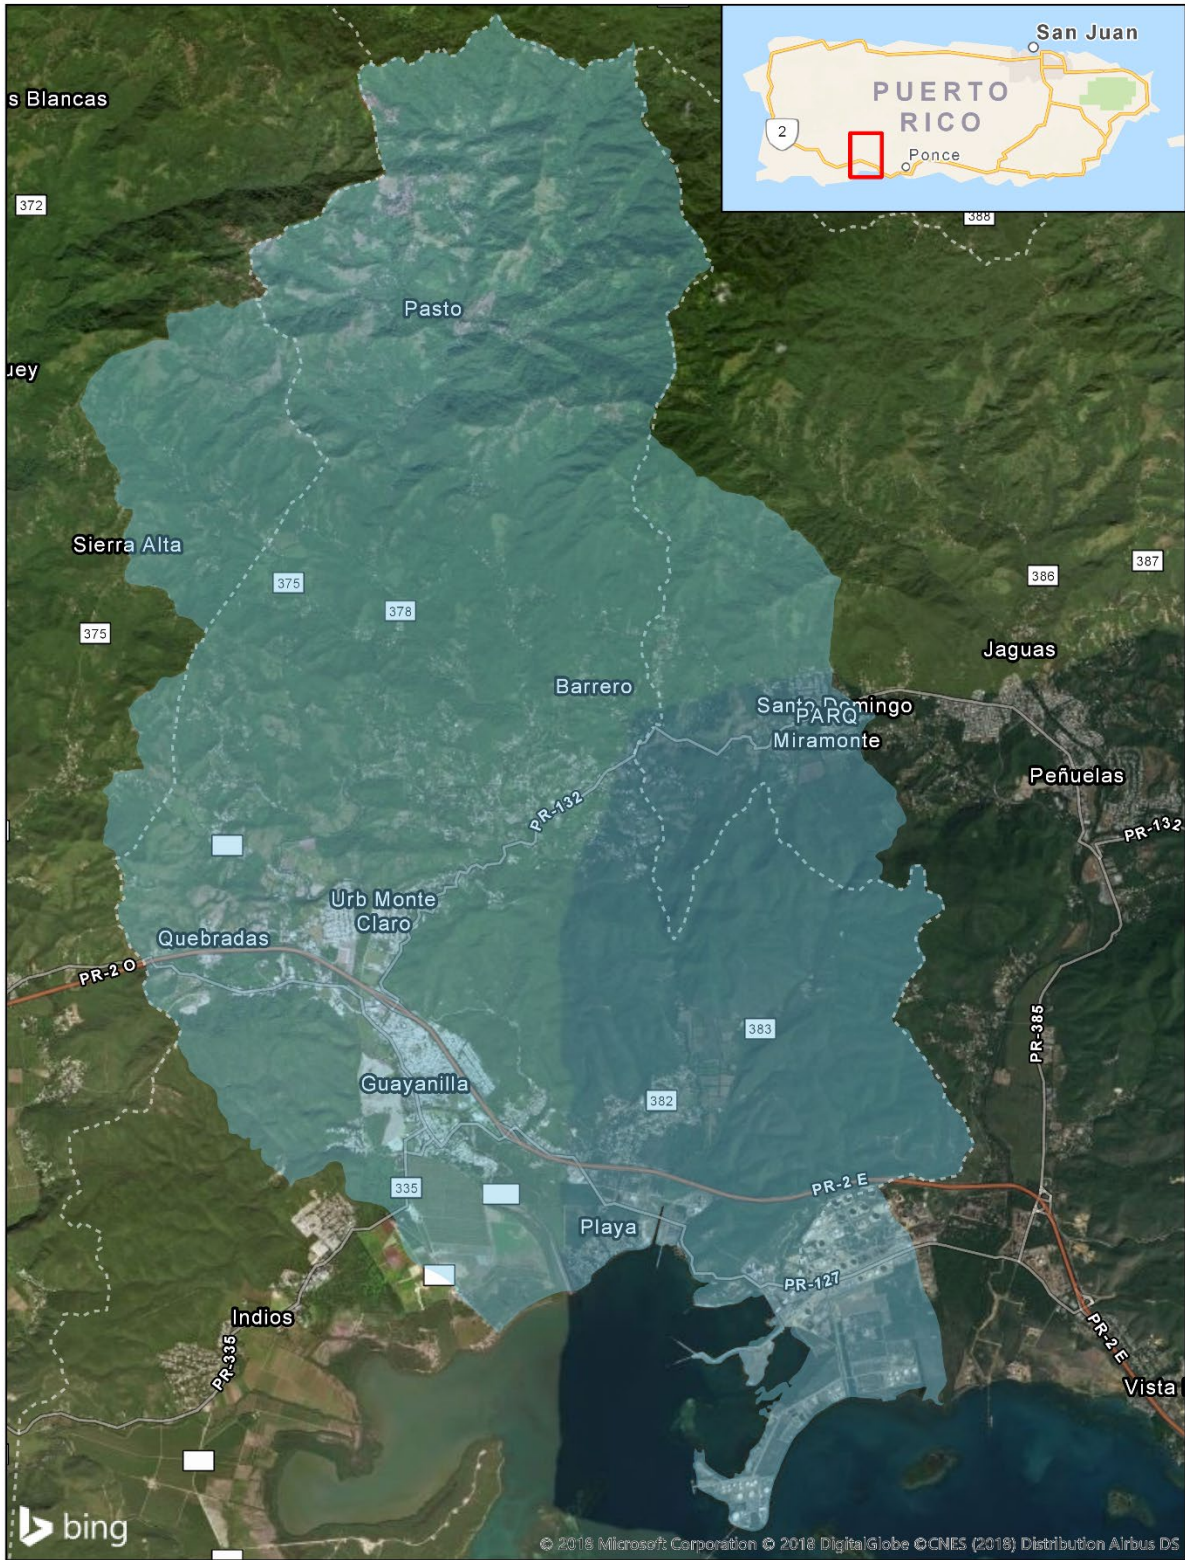 San Juan
PUERTO
RICO
2
Ponce
s Blancas
372
388
Pasto
uey
Sierra Alta
375
378
386
387
375
Jaguas
Barrero
Santo Domingo
PARQ
Miramonte
Peñuelas
PR-132
PR-132
Urb Monte
Claro
Quebradas
PR-2 O
PR-385
383
Guayanilla
382
335
PR-2 E
Playa
PR-127
Indios
PR-335
PR-2 E
Vista
bing
© 2018 Microsoft Corporation © 2018 DigitalGlobe ©CNES (2018) Distribution Airbus DS